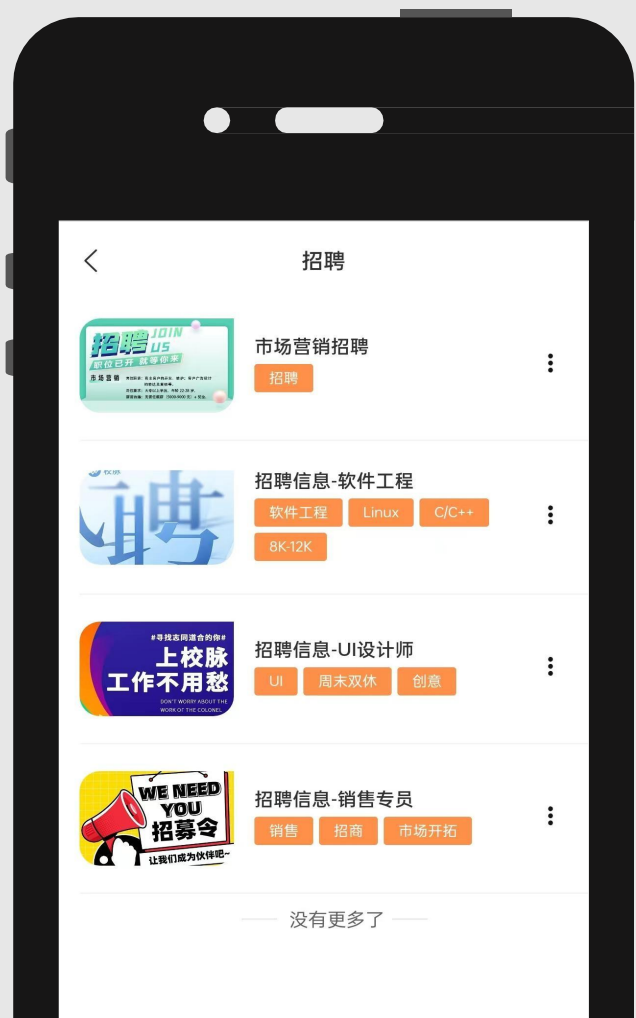 招聘
招聘 JOIN US
职位已开 就等你来
市场营销
市场营销招聘
招聘
聘
招聘信息-软件工程
软件工程 Linux C/C++
8K-12K
#寻找志同道合的你#
上校脉
工作不用愁
DON'T WORRY ABOUT THE
WORK OF THE COLONEL
招聘信息-UI设计师
UI 周末双休 创意
WE NEED
YOU
招募令
让我们成为伙伴吧~
招聘信息-销售专员
销售 招商 市场开拓
没有更多了